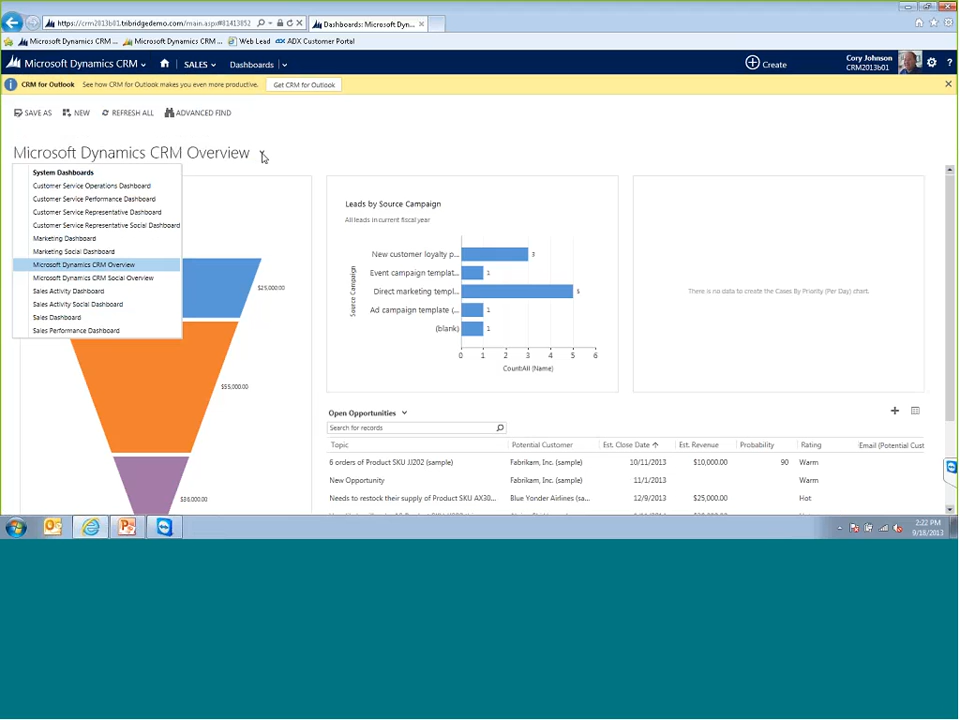 https://crm2013b01.tribridgedemo.com/main.aspx#81413852
Dashboards: Microsoft Dyn...
Microsoft Dynamics CRM ...
Microsoft Dynamics CRM ...
Web Lead
ADX Customer Portal
Microsoft Dynamics CRM
SALES
Dashboards
Create
Cory Johnson
CRM2013b01
?
CRM for Outlook
See how CRM for Outlook makes you even more productive.
Get CRM for Outlook
SAVE AS
NEW
REFRESH ALL
ADVANCED FIND
Microsoft Dynamics CRM Overview
System Dashboards
Customer Service Operations Dashboard
Customer Service Performance Dashboard
Customer Service Representative Dashboard
Customer Service Representative Social Dashboard
Marketing Dashboard
Marketing Social Dashboard
Microsoft Dynamics CRM Overview
Microsoft Dynamics CRM Social Overview
Sales Activity Dashboard
Sales Activity Social Dashboard
Sales Dashboard
Sales Performance Dashboard
$25,000.00
$55,000.00
$36,000.00
Leads by Source Campaign
All leads in current fiscal year
Source Campaign
New customer loyalty p... 3
Event campaign templat... 1
Direct marketing templ... 5
Ad campaign template (... 1
(blank) 1
0 1 2 3 4 5 6
CountAll (Name)
There is no data to create the Cases By Priority (Per Day) chart.
Open Opportunities
Search for records
Topic Potential Customer Est. Close Date Est. Revenue Probability Rating Email (Potential Cust
6 orders of Product SKU JJ202 (sample) Fabrikam, Inc. (sample) 10/11/2013 $10,000.00 90 Warm
New Opportunity 11/1/2013 Warm
Needs to restock their supply of Product SKU AX30... Blue Yonder Airlines (sa... 12/9/2013 $25,000.00 Hot
2:22 PM
9/18/2013